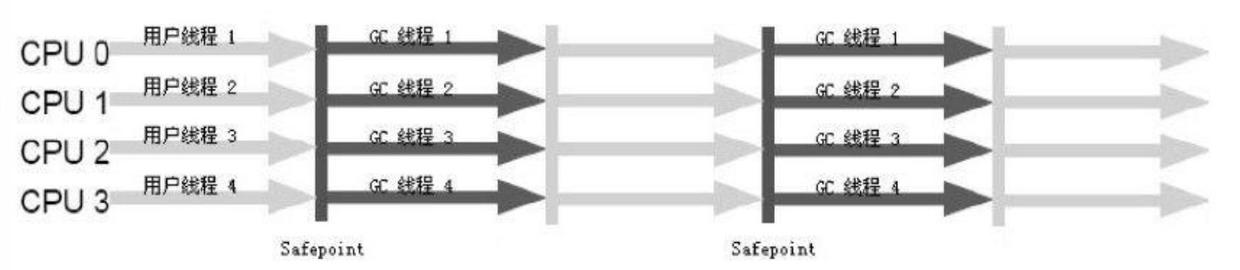 CPU 0 用户线程 1 GC 线程 1 GC 线程 1
CPU 1 用户线程 2 GC 线程 2 GC 线程 2
CPU 2 用户线程 3 GC 线程 3 GC 线程 3
CPU 3 用户线程 4 GC 线程 4 GC 线程 4
Safepoint Safepoint